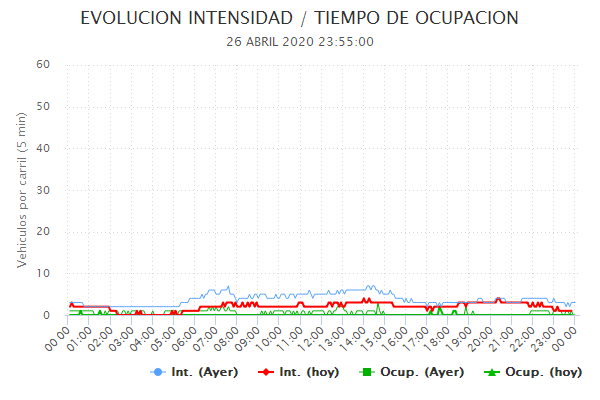 EVOLUCION INTENSIDAD / TIEMPO DE OCUPACION
26 ABRIL 2020 23:55:00
Vehiculos por carril (5 min)
60
50
40
30
20
10
0
00:00 01:00 02:00 03:00 04:00 05:00 06:00 07:00 08:00 09:00 10:00 11:00 12:00 13:00 14:00 15:00 16:00 17:00 18:00 19:00 20:00 21:00 22:00 23:00 00:00
Int. (Ayer) Int. (hoy) Ocup. (Ayer) Ocup. (hoy)